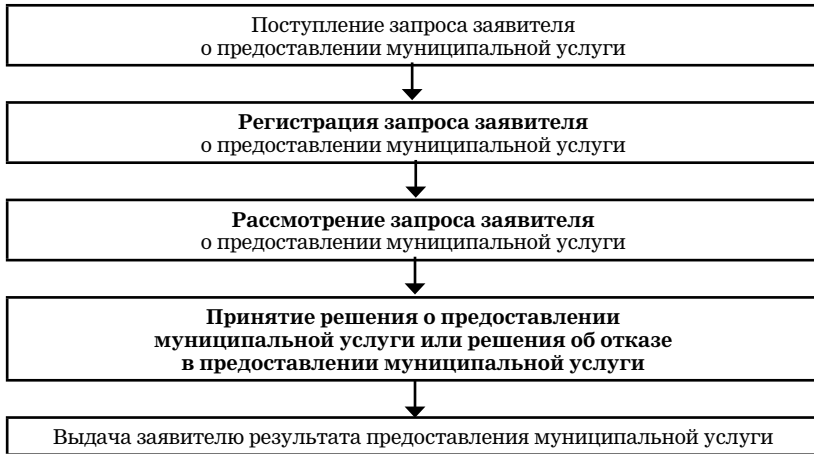 Поступление запроса заявителя
о предоставлении муниципальной услуги
Регистрация запроса заявителя
о предоставлении муниципальной услуги
Рассмотрение запроса заявителя
о предоставлении муниципальной услуги
Принятие решения о предоставлении
муниципальной услуги или решения об отказе
в предоставлении муниципальной услуги
Выдача заявителю результата предоставления муниципальной услуги